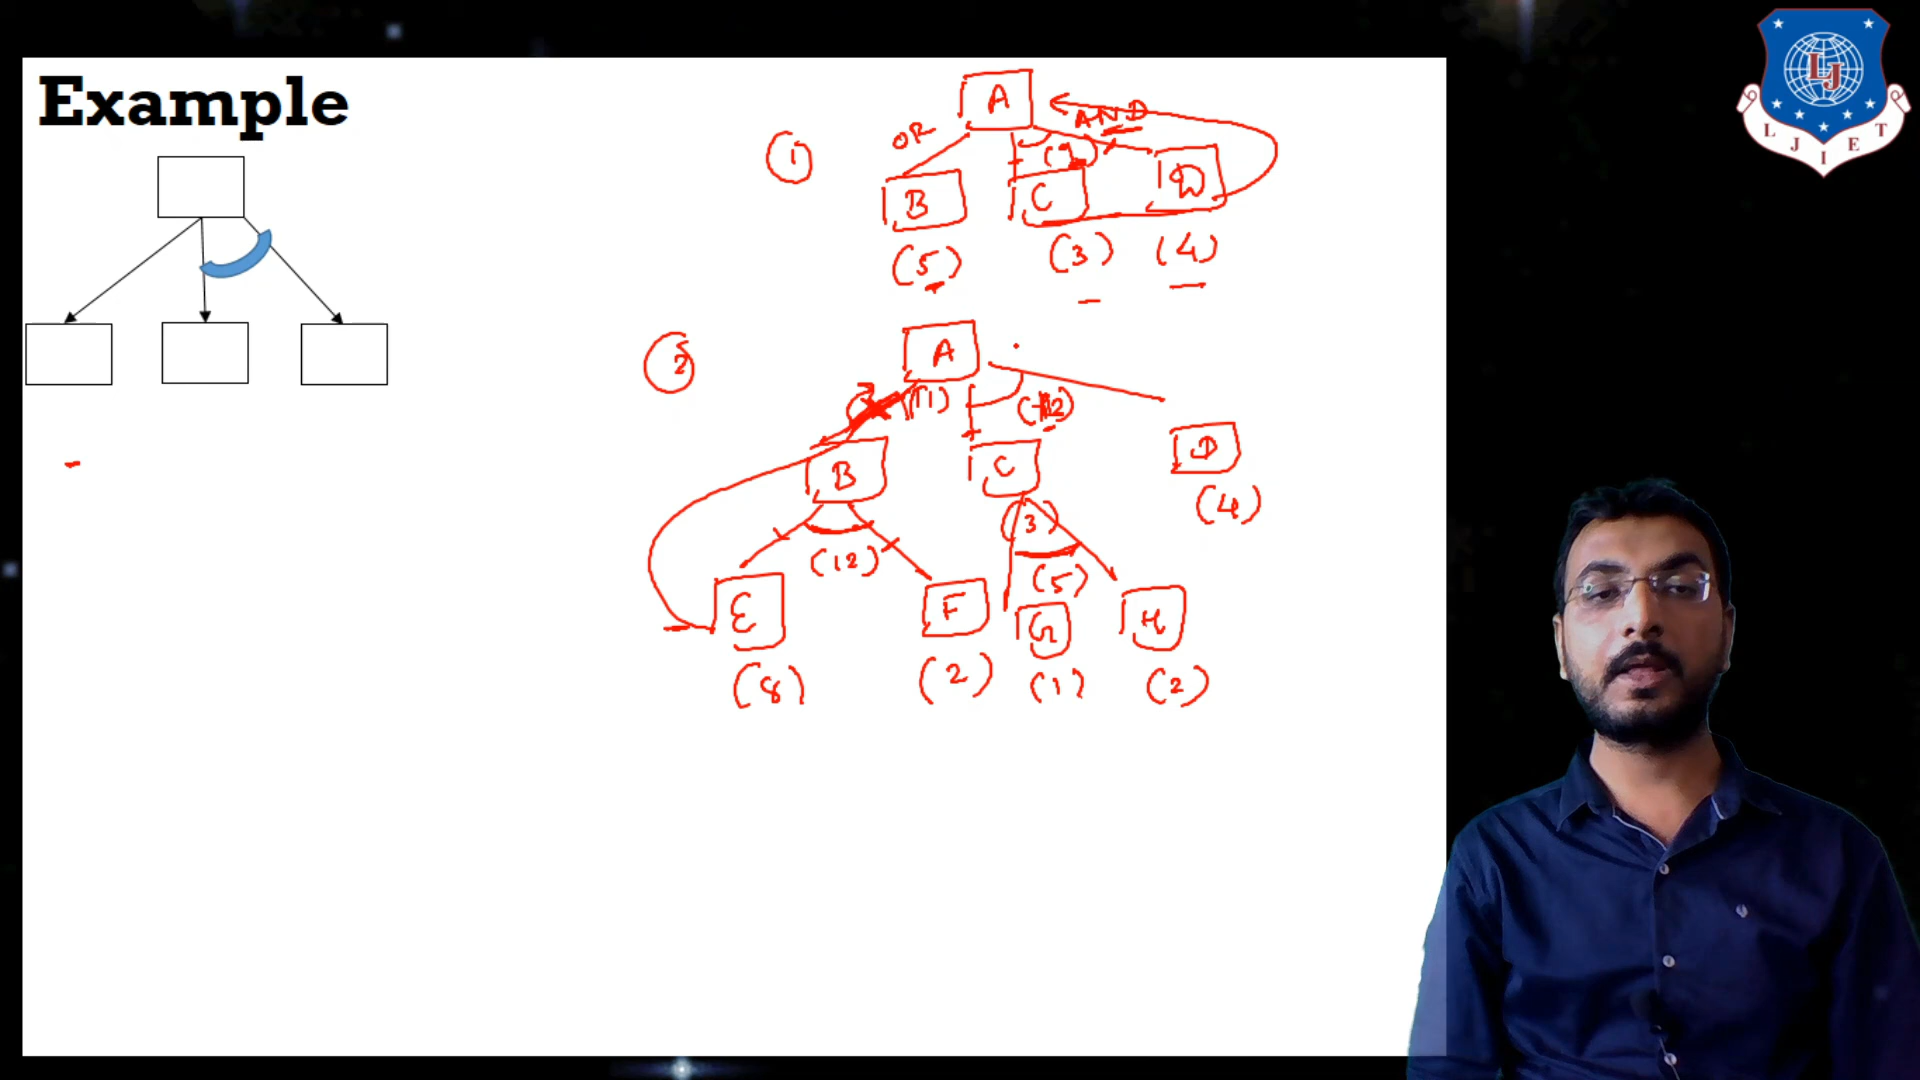 Example
A
OR
AND
1
(9)
B
C
D
(5)
(3)
(4)
2
A
(11)
(12)
B
C
D
(4)
(3)
(12)
(5)
E
F
G
H
(8)
(2)
(1)
(2)
LJ
L J I E T